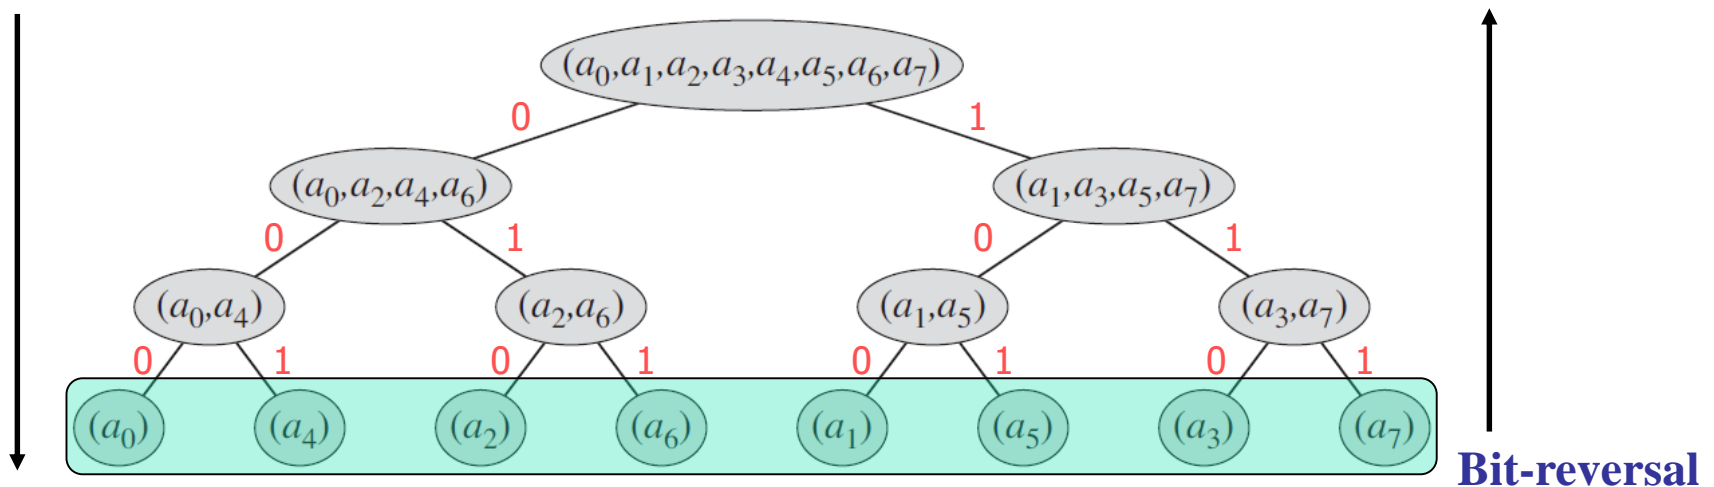 (a₀,a₁,a₂,a₃,a₄,a₅,a₆,a₇)
0 1
(a₀,a₂,a₄,a₆) (a₁,a₃,a₅,a₇)
0 1 0 1
(a₀,a₄) (a₂,a₆) (a₁,a₅) (a₃,a₇)
0 1 0 1 0 1 0 1
(a₀) (a₄) (a₂) (a₆) (a₁) (a₅) (a₃) (a₇)
Bit-reversal